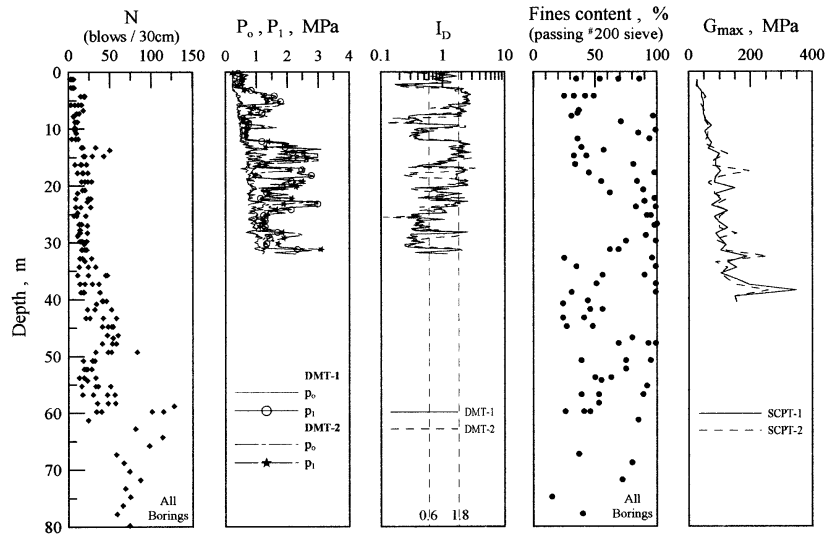 N
(blows / 30cm)
0 50 100 150
Pₒ , P₁ , MPa
0 1 2 3 4
I_D
0.1 1 10
Fines content , %
(passing #200 sieve)
0 50 100
G_max , MPa
0 200 400
Depth , m
0
10
20
30
40
50
60
70
80
All
Borings
DMT-1
pₒ
p₁
DMT-2
pₒ
p₁
DMT-1
DMT-2
0.6 1.8
All
Borings
SCPT-1
SCPT-2